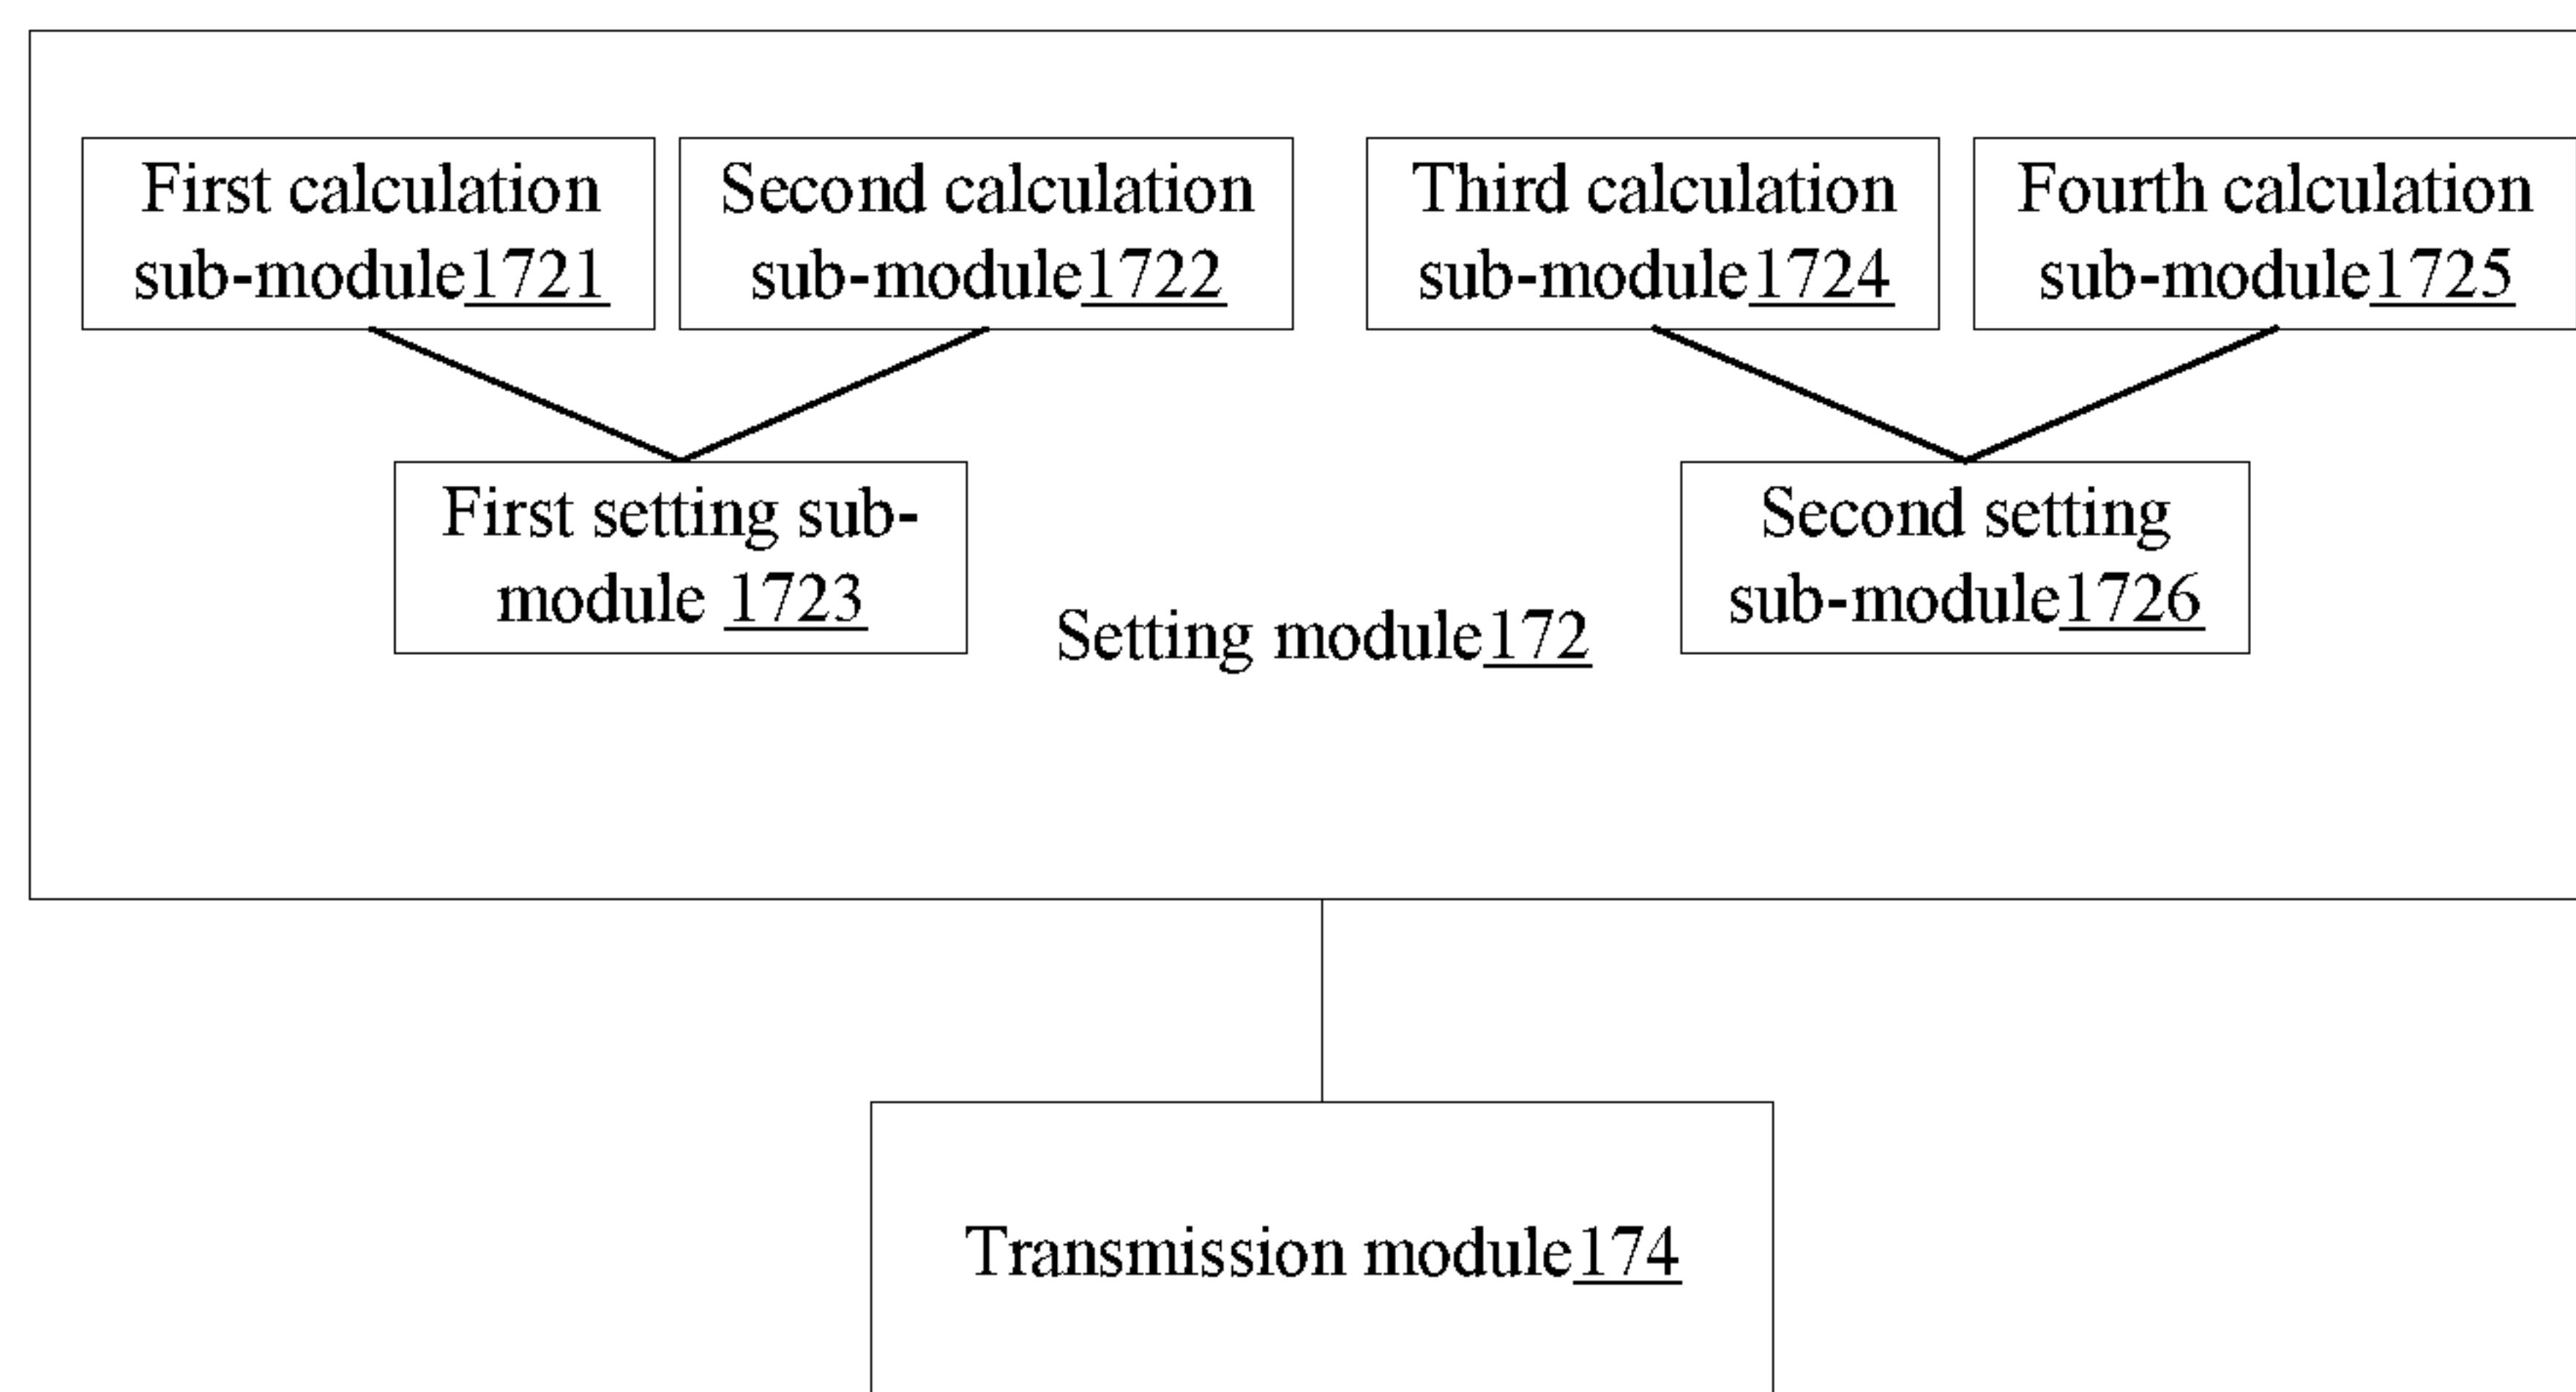 First calculation
sub-module1721
Second calculation
sub-module1722
Third calculation
sub-module1724
Fourth calculation
sub-module1725
First setting sub-
module 1723
Second setting
sub-module1726
Setting module172
Transmission module174